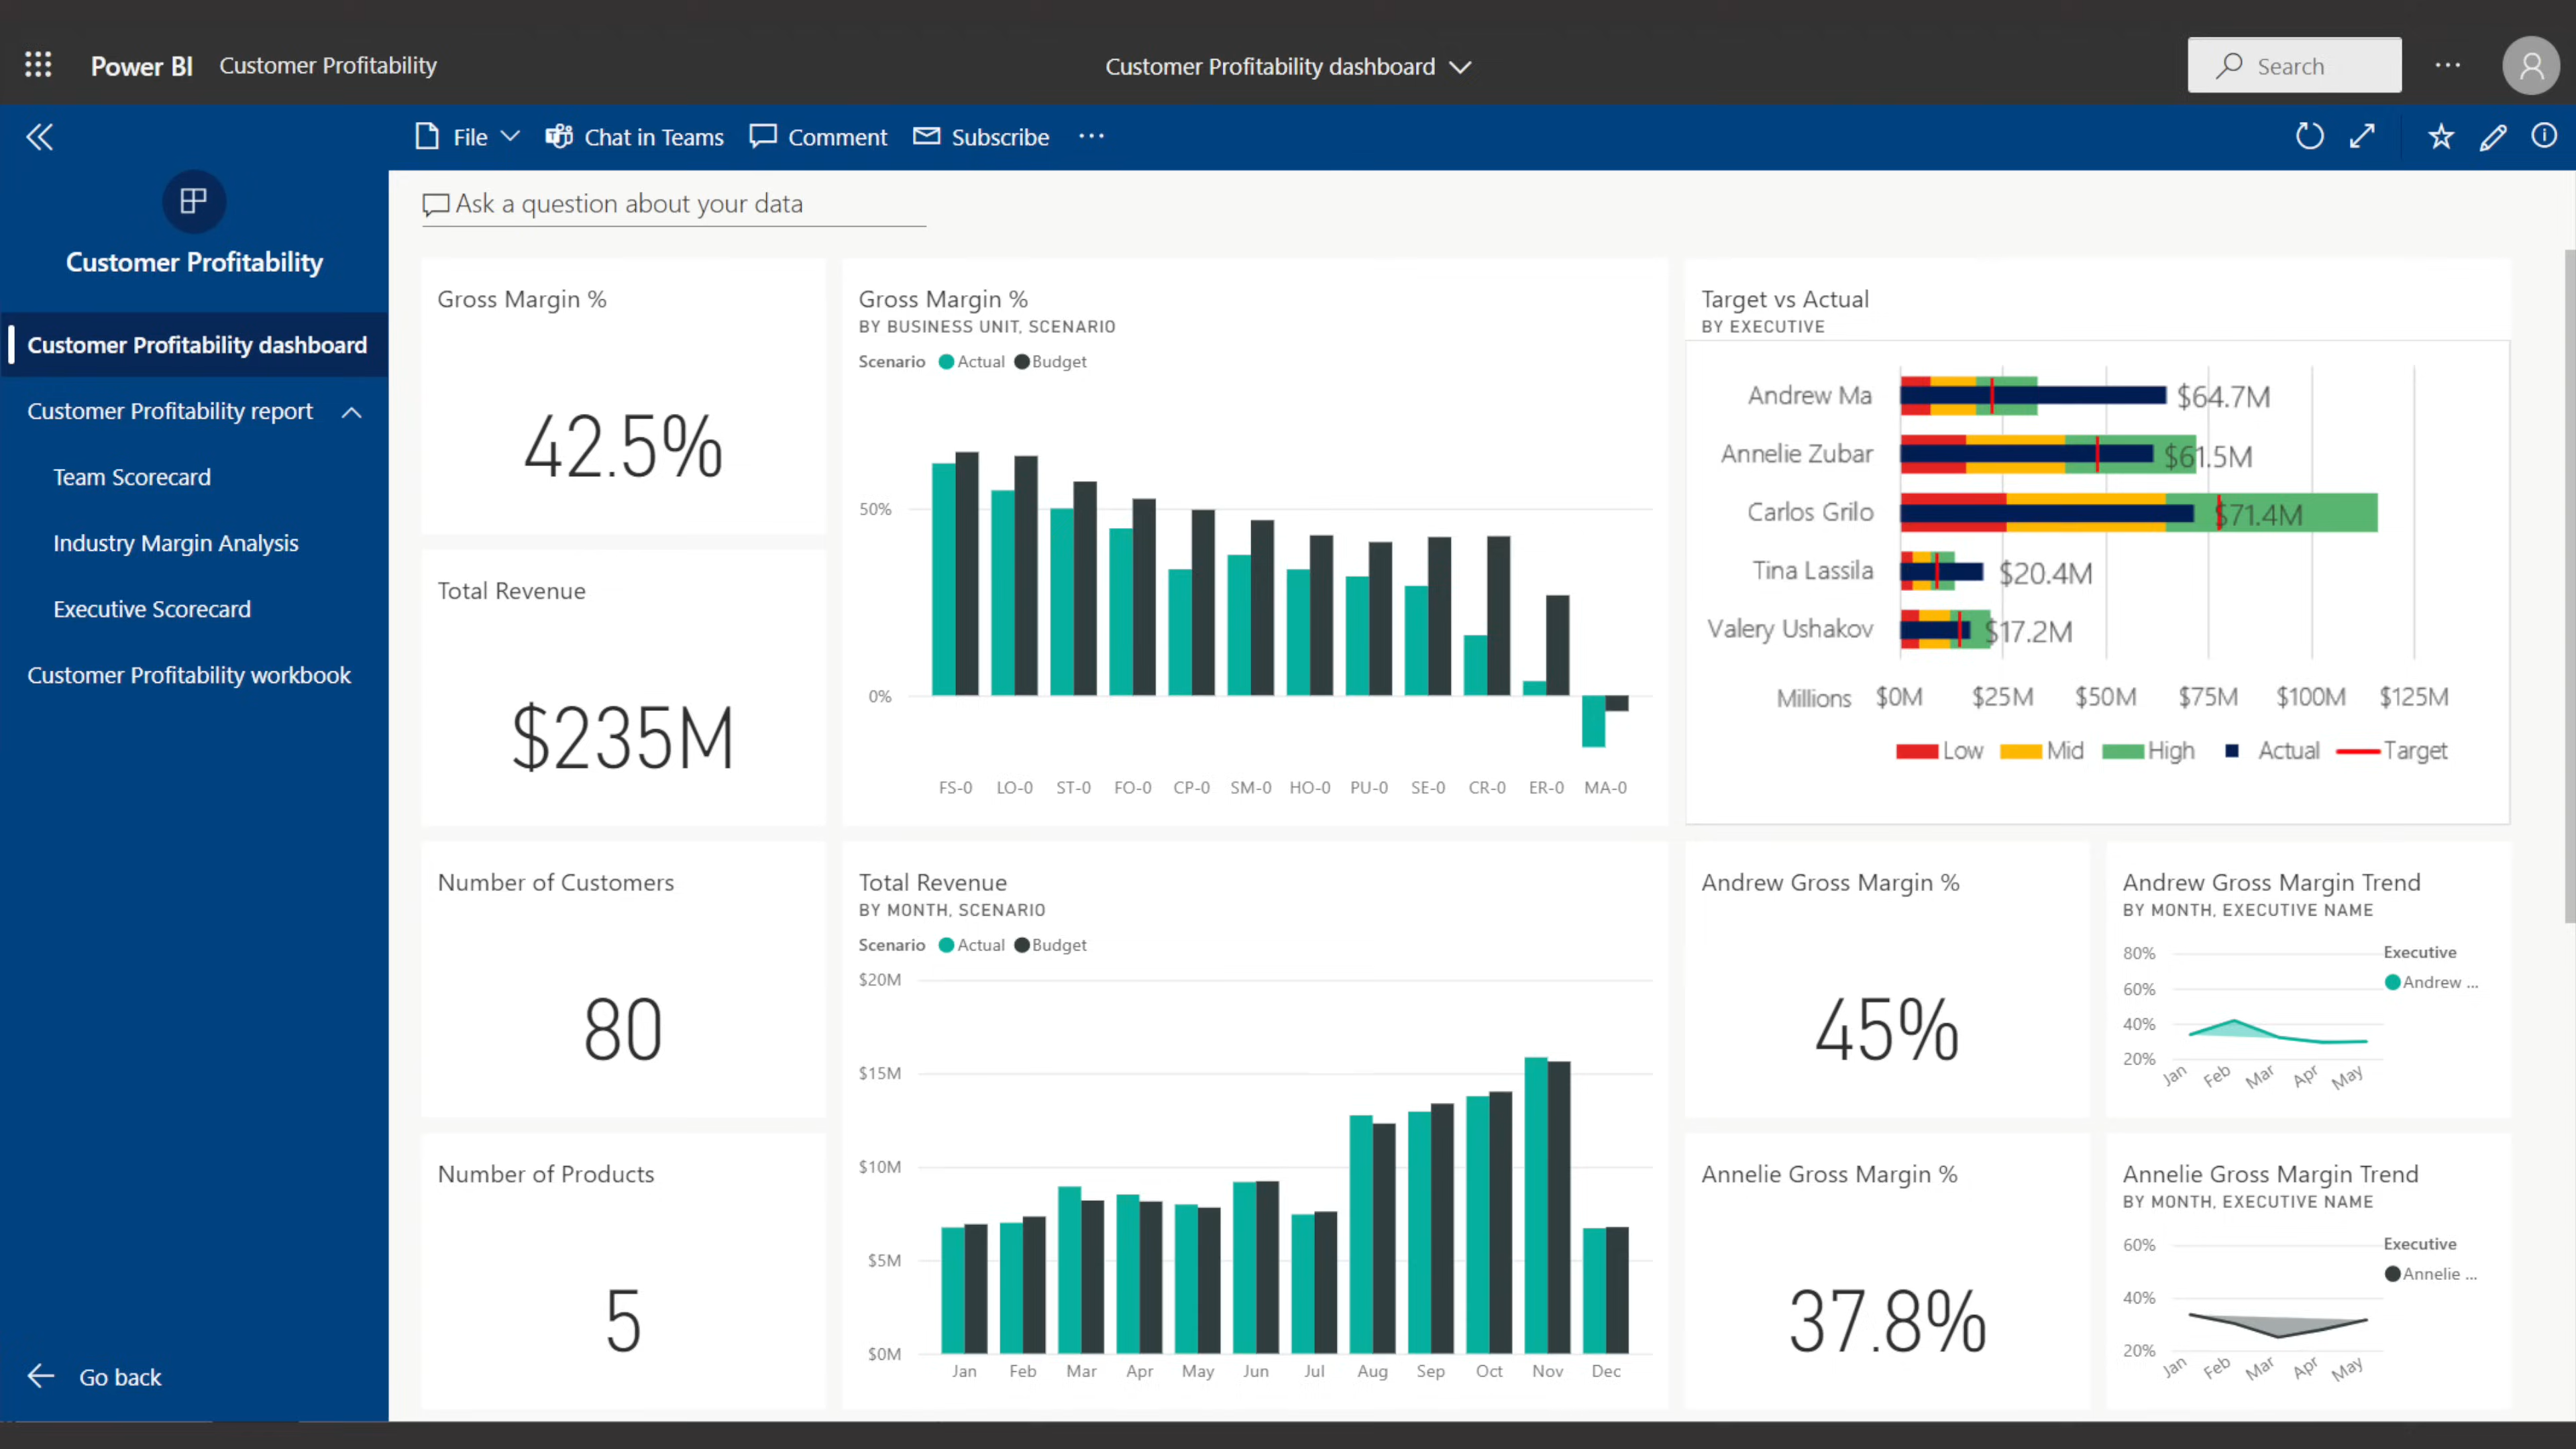 Power BI Customer Profitability
Customer Profitability dashboard
Search
File
Chat in Teams
Comment
Subscribe
Customer Profitability
Customer Profitability dashboard
Customer Profitability report
Team Scorecard
Industry Margin Analysis
Executive Scorecard
Customer Profitability workbook
Go back
Ask a question about your data
Gross Margin %
42.5%
Total Revenue
$235M
Number of Customers
80
Number of Products
5
Gross Margin %
BY BUSINESS UNIT, SCENARIO
Scenario Actual Budget
50%
0%
FS-0 LO-0 ST-0 FO-0 CP-0 SM-0 HO-0 PU-0 SE-0 CR-0 ER-0 MA-0
Total Revenue
BY MONTH, SCENARIO
Scenario Actual Budget
$20M
$15M
$10M
$5M
$0M
Jan Feb Mar Apr May Jun Jul Aug Sep Oct Nov Dec
Target vs Actual
BY EXECUTIVE
Andrew Ma $64.7M
Annelie Zubar $61.5M
Carlos Grilo $71.4M
Tina Lassila $20.4M
Valery Ushakov $17.2M
Millions $0M $25M $50M $75M $100M $125M
Low Mid High Actual Target
Andrew Gross Margin %
45%
Andrew Gross Margin Trend
BY MONTH, EXECUTIVE NAME
80%
60%
40%
20%
Jan Feb Mar Apr May
Executive
Andrew ...
Annelie Gross Margin %
37.8%
Annelie Gross Margin Trend
BY MONTH, EXECUTIVE NAME
60%
40%
20%
Jan Feb Mar Apr May
Executive
Annelie ...